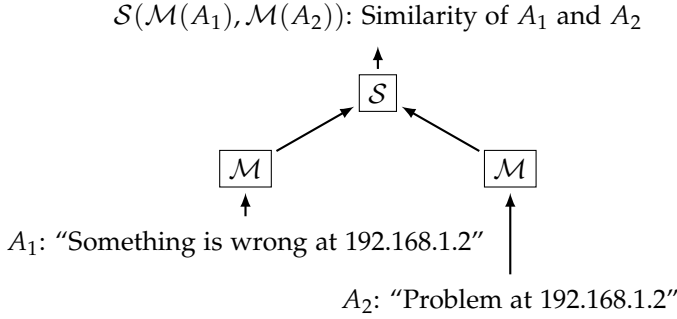 𝒮(ℳ(A₁), ℳ(A₂)): Similarity of A₁ and A₂
𝒮
ℳ ℳ
A₁: “Something is wrong at 192.168.1.2”
A₂: “Problem at 192.168.1.2”